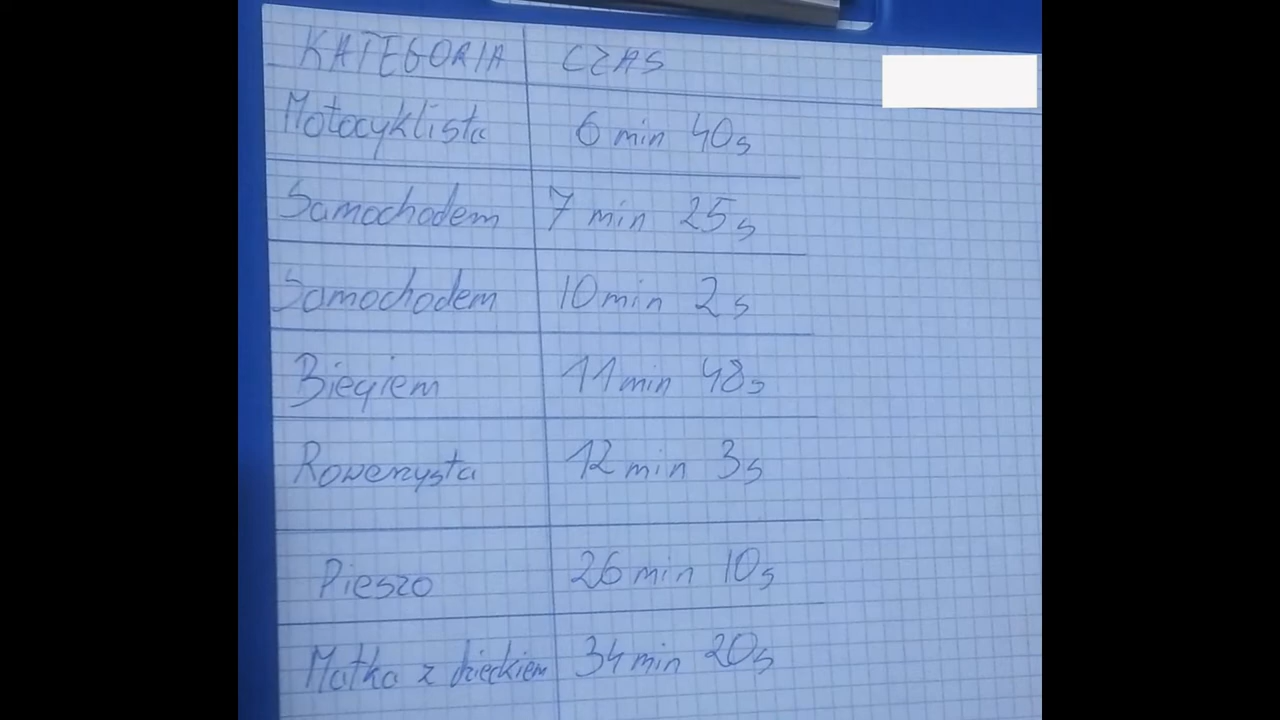 KATEGORIA CZAS
Motocyklista 6 min 40s
Samochodem 7 min 25s
Samochodem 10 min 2s
Biegiem 11 min 48s
Rowerzysta 12 min 3s
Pieszo 26 min 10s
Matka z dzieckiem 34 min 20s